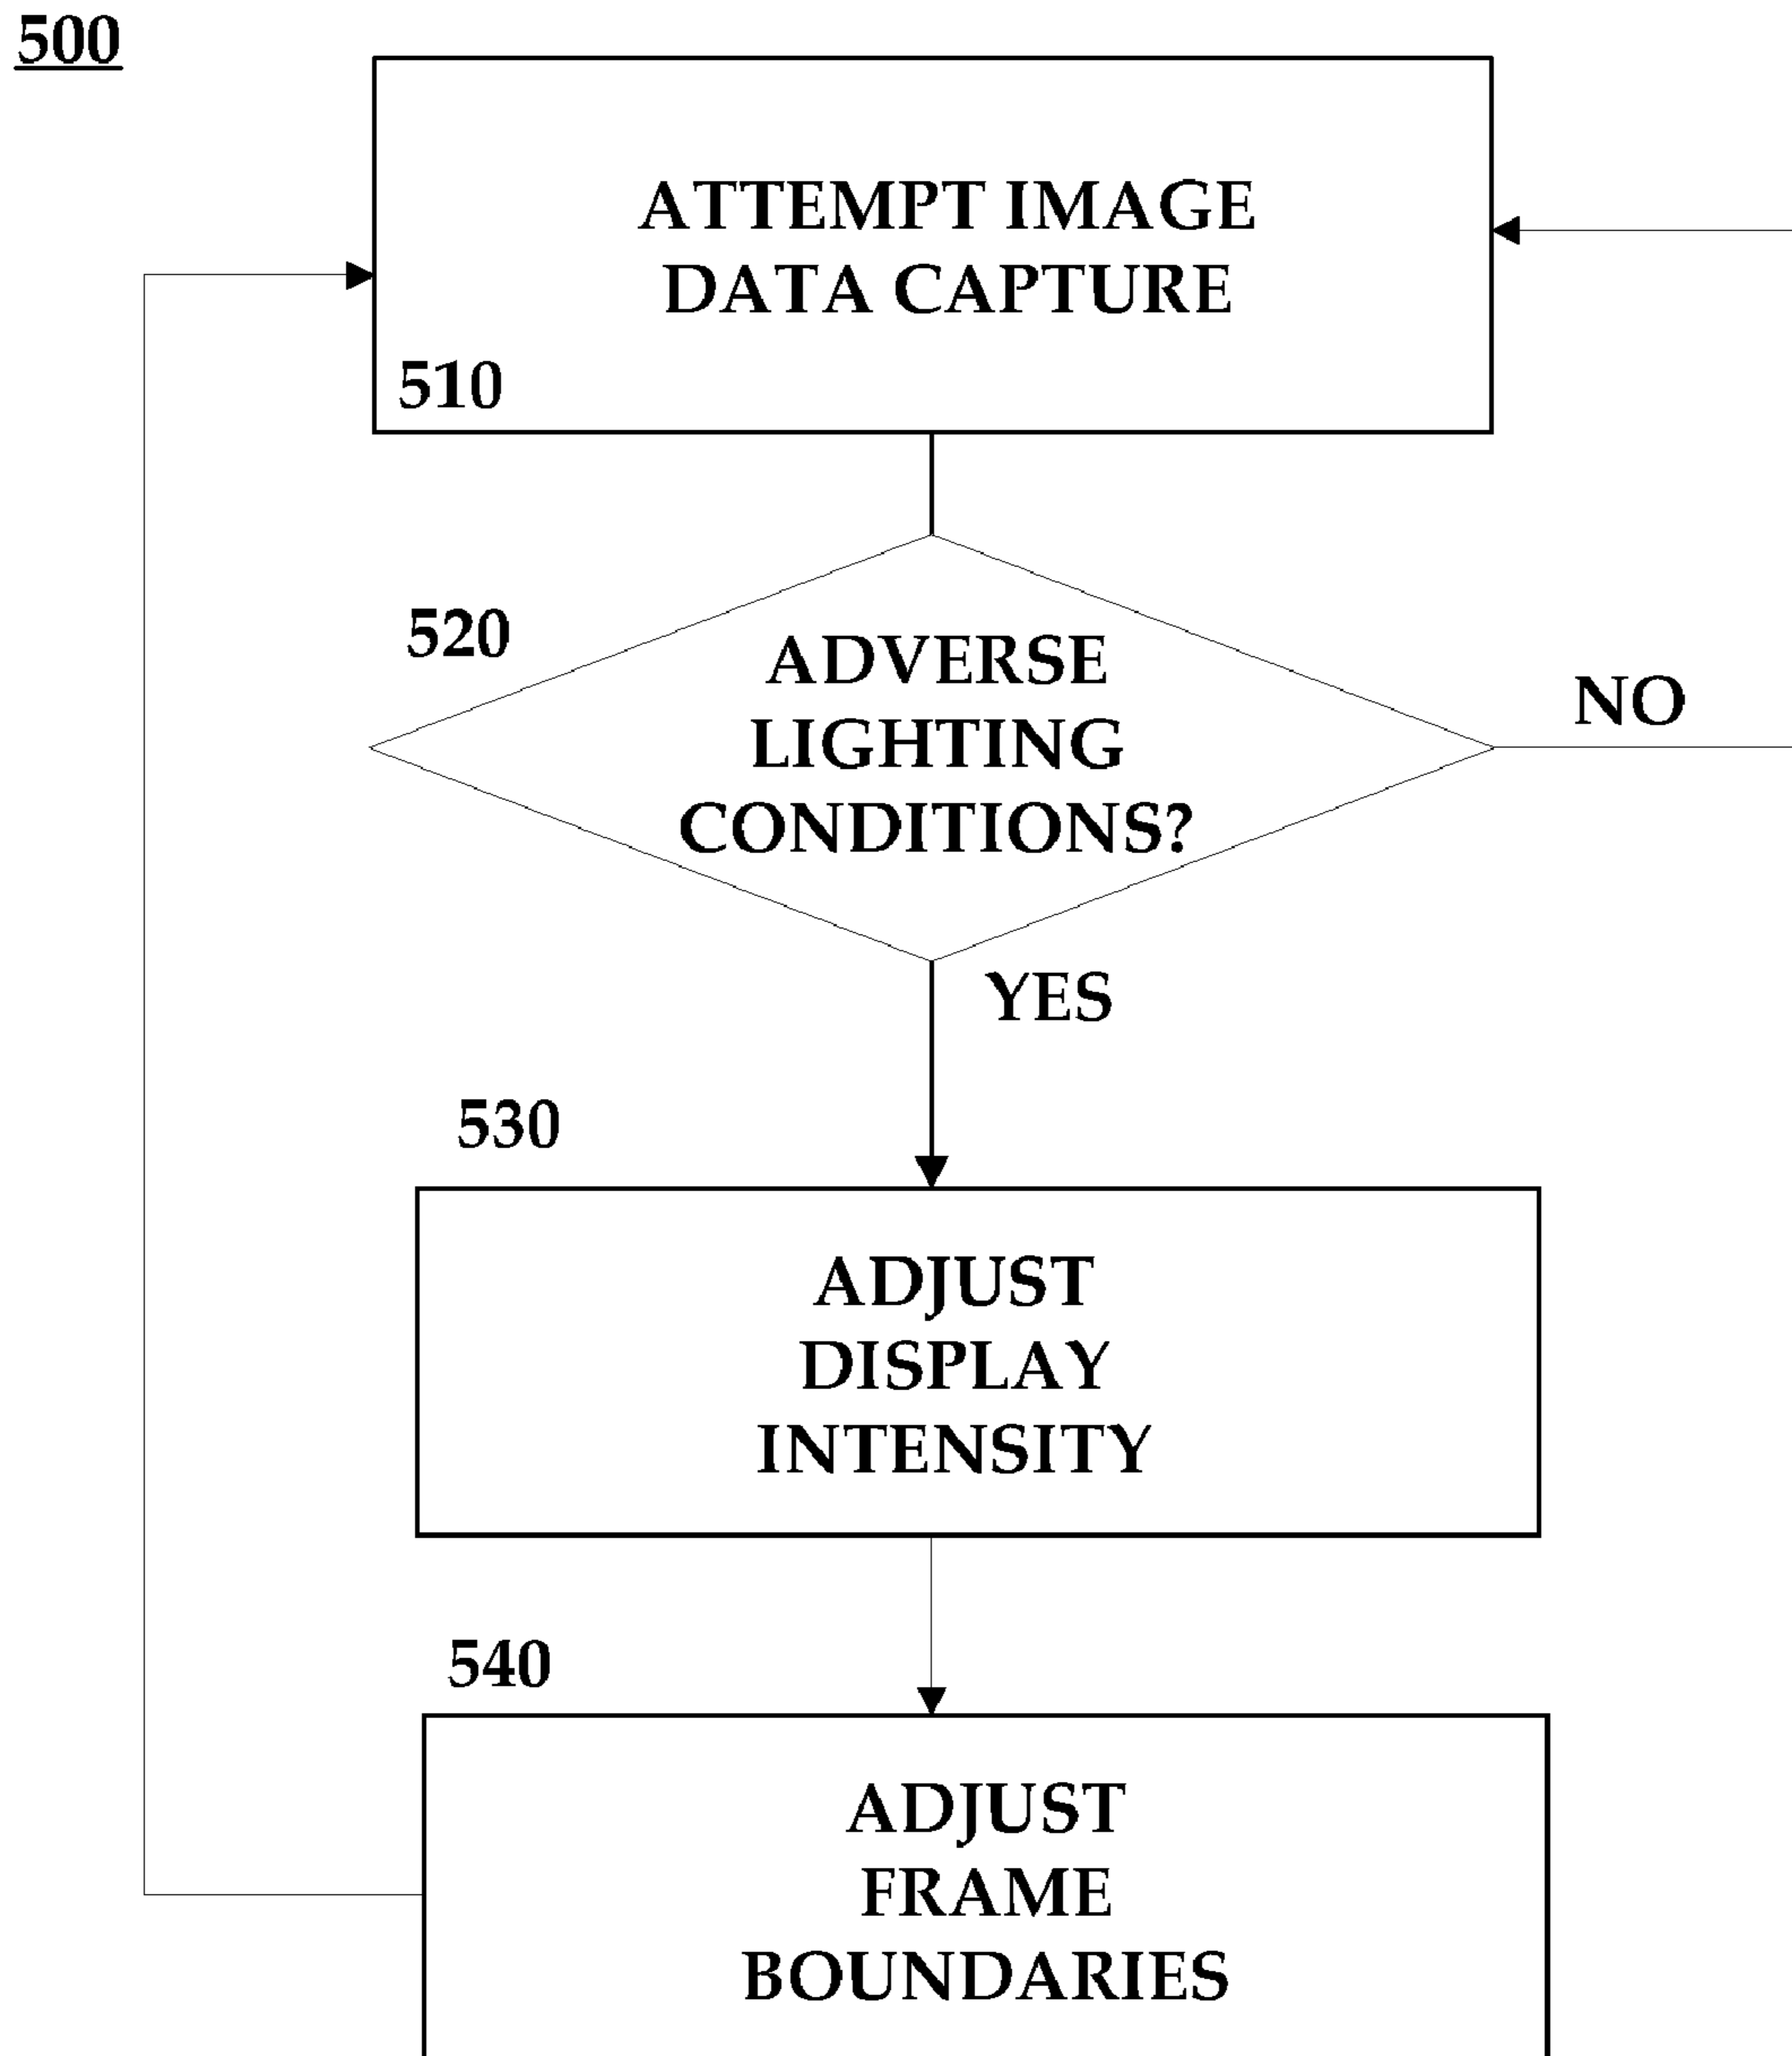 500
ATTEMPT IMAGE
DATA CAPTURE
510
520
ADVERSE
LIGHTING
CONDITIONS?
NO
YES
530
ADJUST
DISPLAY
INTENSITY
540
ADJUST
FRAME
BOUNDARIES